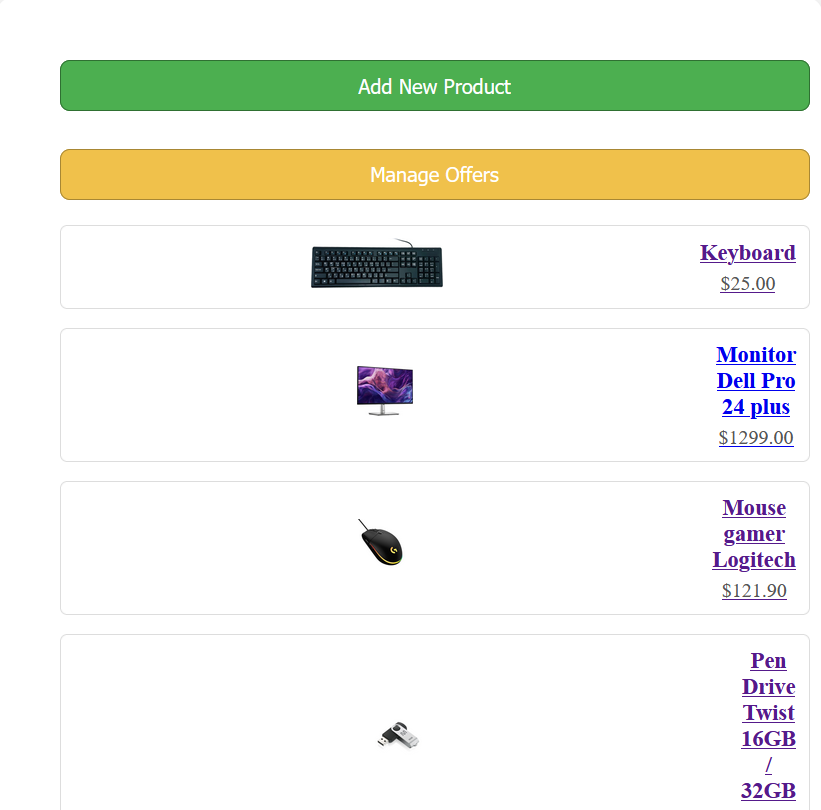 Add New Product
Manage Offers
Keyboard
$25.00
Monitor
Dell Pro
24 plus
$1299.00
Mouse
gamer
Logitech
$121.90
Pen
Drive
Twist
16GB
/
32GB